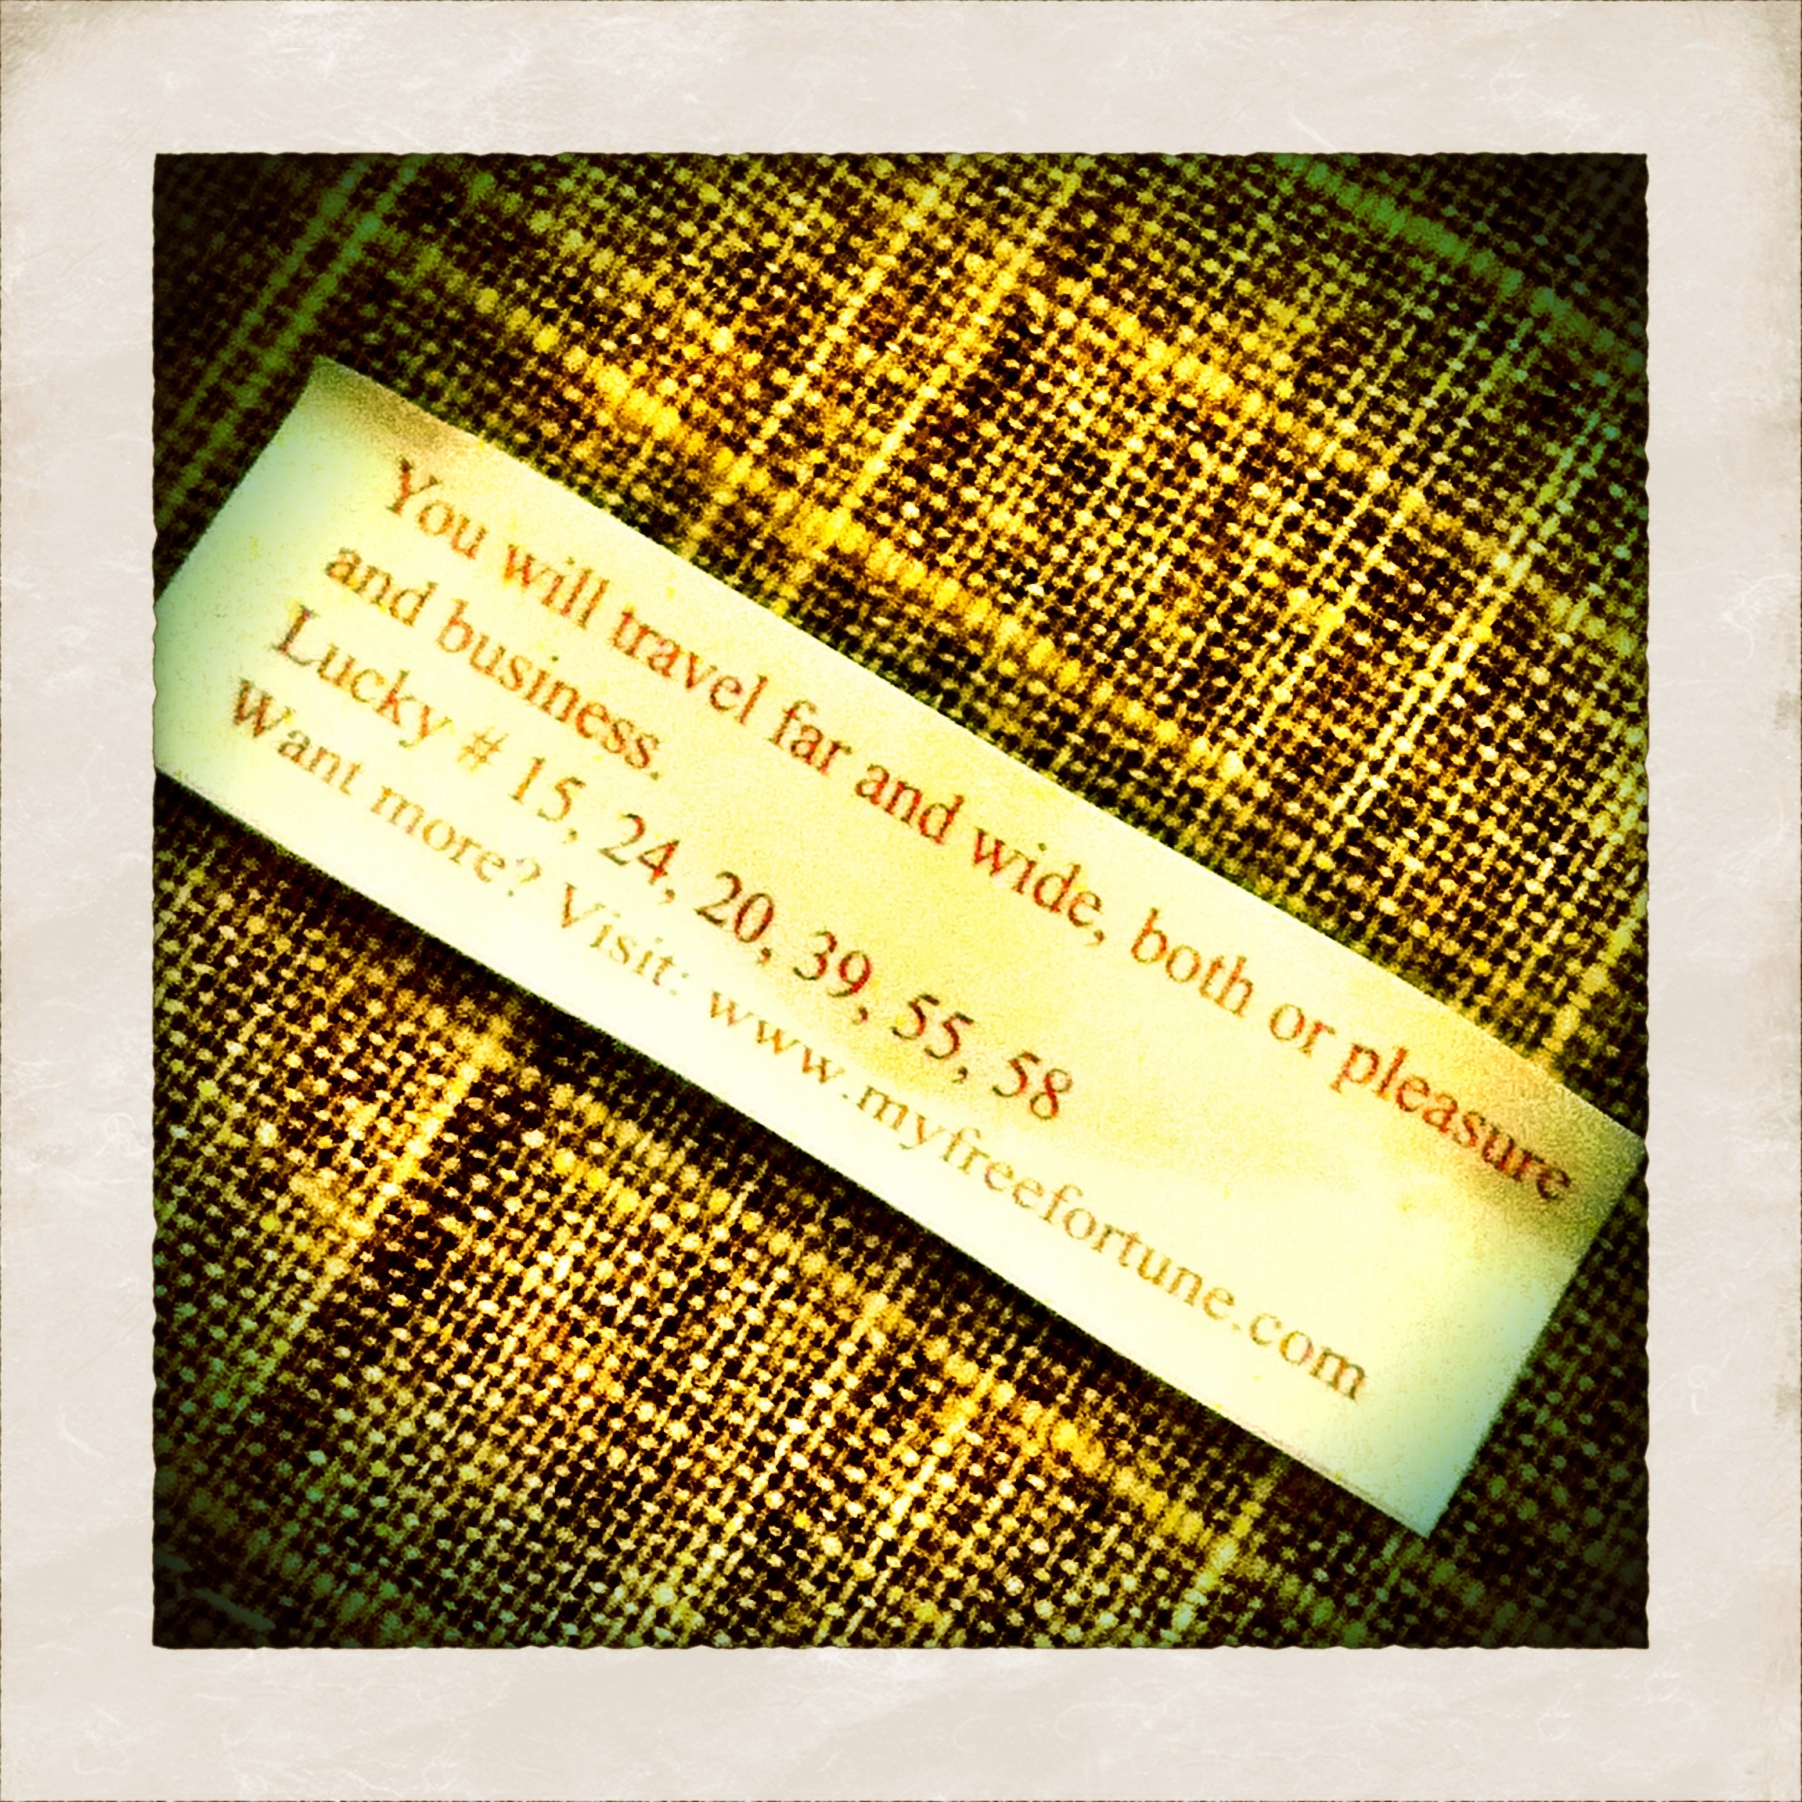 You will travel far and wide, both or pleasure
and business.
Lucky # 15, 24, 20, 39, 55, 58
Want more? Visit: www.myfreefortune.com